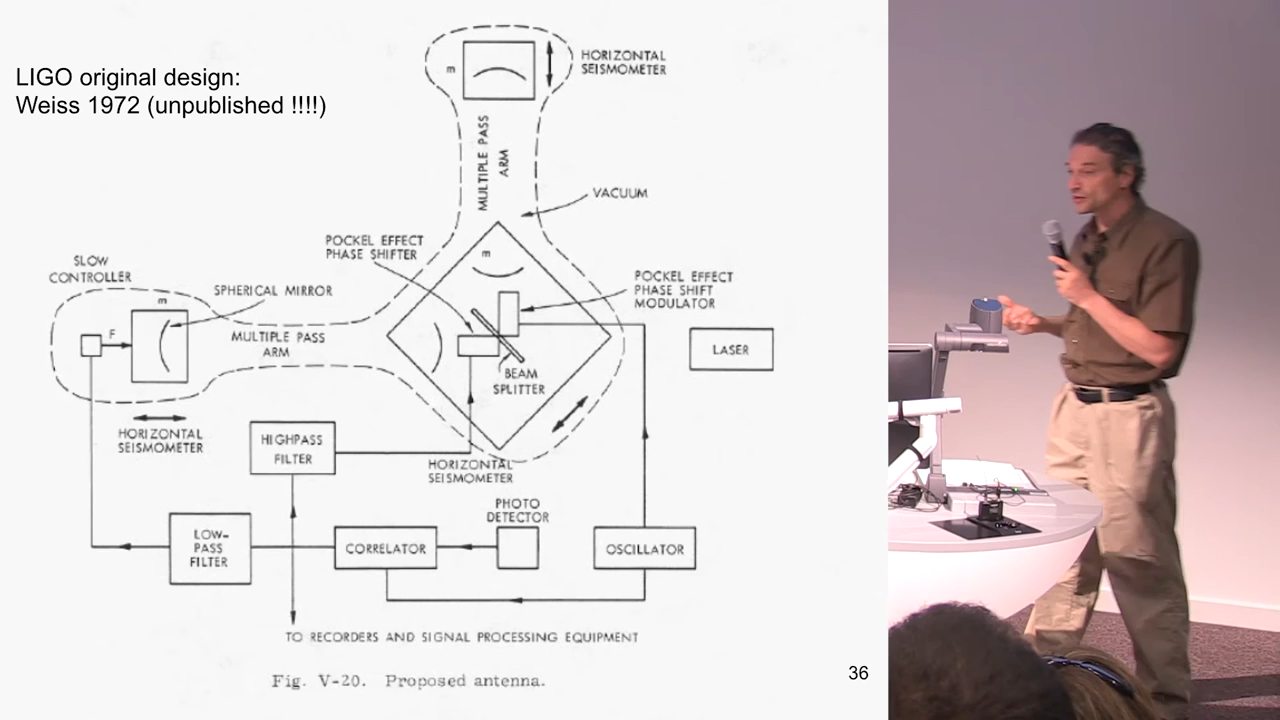 LIGO original design:
Weiss 1972 (unpublished !!!!)
m
HORIZONTAL
SEISMOMETER
MULTIPLE PASS
ARM
VACUUM
POCKEL EFFECT
PHASE SHIFTER
m
SLOW
CONTROLLER
POCKEL EFFECT
PHASE SHIFT
MODULATOR
m
SPHERICAL MIRROR
F
MULTIPLE PASS
ARM
LASER
BEAM
SPLITTER
HORIZONTAL
SEISMOMETER
HIGHPASS
FILTER
HORIZONTAL
SEISMOMETER
PHOTO
DETECTOR
LOW-
PASS
FILTER
CORRELATOR
OSCILLATOR
TO RECORDERS AND SIGNAL PROCESSING EQUIPMENT
Fig. V-20. Proposed antenna.
36